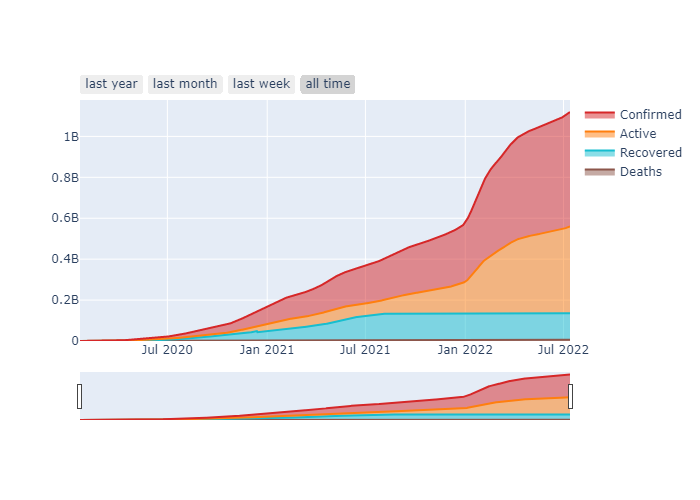 last year last month last week all time
Confirmed
Active
Recovered
Deaths
1B
0.8B
0.6B
0.4B
0.2B
0
Jul 2020 Jan 2021 Jul 2021 Jan 2022 Jul 2022